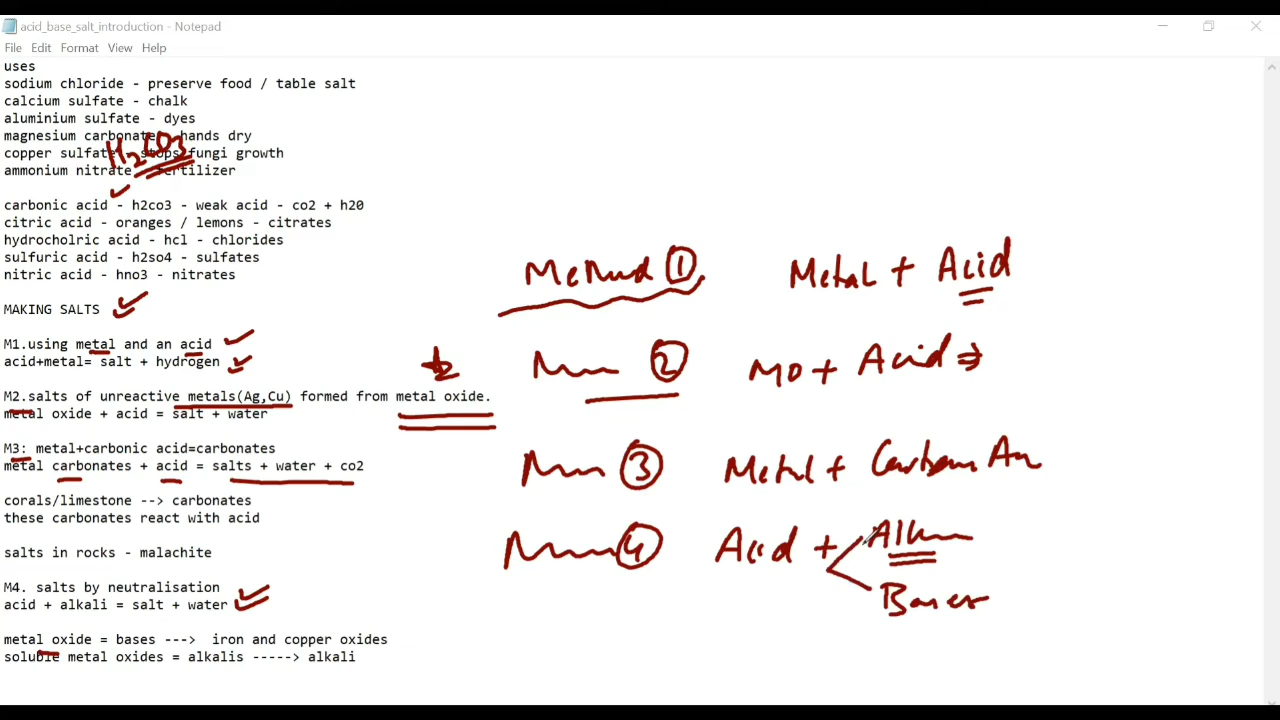 acid_base_salt_introduction - Notepad
File Edit Format View Help
uses
sodium chloride - preserve food / table salt
calcium sulfate - chalk
aluminium sulfate - dyes
magnesium carbonate hands dry
H2CO3
copper sulfate - stops fungi growth
ammonium nitrate fertilizer
carbonic acid - h2co3 - weak acid - co2 + h20
citric acid - oranges / lemons - citrates
hydrocholric acid - hcl - chlorides
sulfuric acid - h2so4 - sulfates
nitric acid - hno3 - nitrates
MAKING SALTS
M1.using metal and an acid
acid+metal= salt + hydrogen
M2.salts of unreactive metals(Ag,Cu) formed from metal oxide.
metal oxide + acid = salt + water
M3: metal+carbonic acid=carbonates
metal carbonates + acid = salts + water + co2
corals/limestone --> carbonates
these carbonates react with acid
salts in rocks - malachite
M4. salts by neutralisation
acid + alkali = salt + water
metal oxide = bases ---> iron and copper oxides
soluble metal oxides = alkalis -----> alkali
Method 1 Metal + Acid
2 MO + Acid ⇒
3 Metal +
4 Acid +
Bases